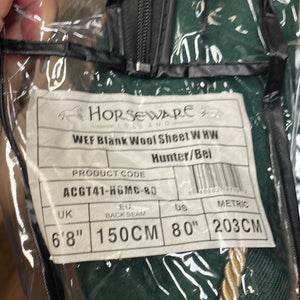 HORSEWARE
IRELAND
WEF Blank Wool Sheet W HW
Hunter/Bei
PRODUCT CODE
ACGT41-HGMC-80
UK EU BACK SEAM US METRIC
6'8" 150CM 80" 203CM